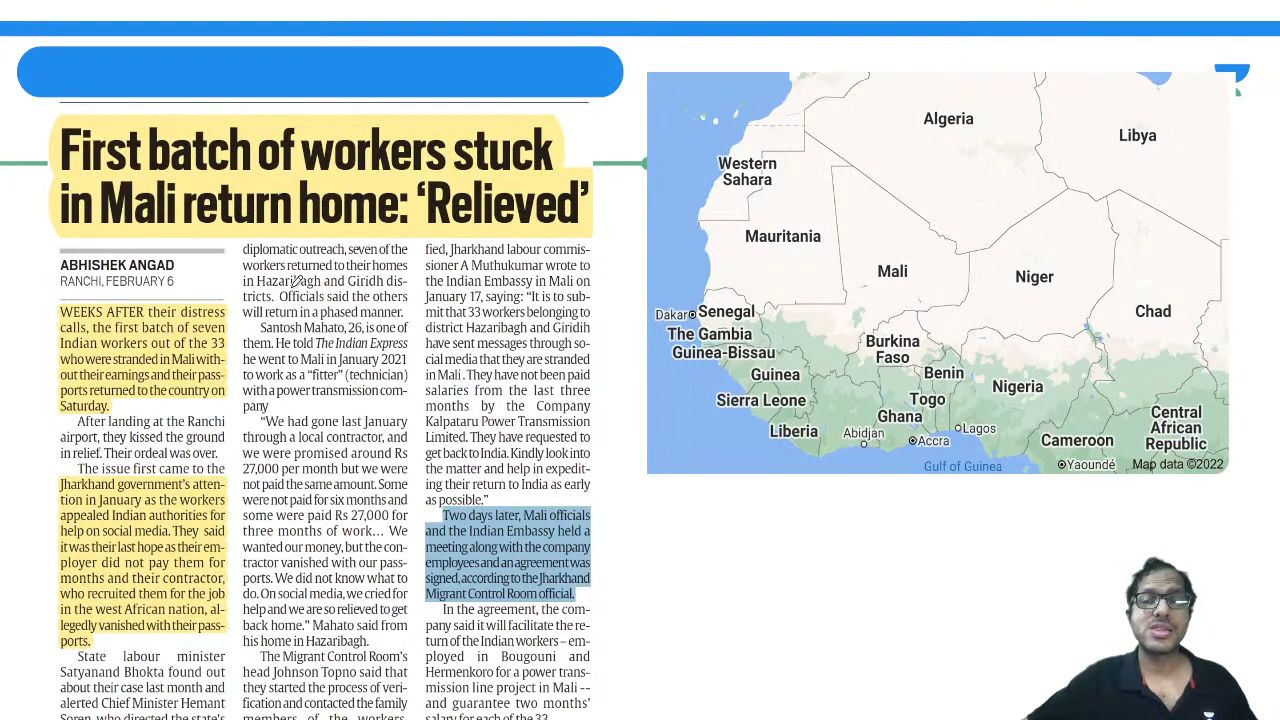 First batch of workers stuck
in Mali return home: ‘Relieved’
ABHISHEK ANGAD
RANCHI, FEBRUARY 6
WEEKS AFTER their distress
calls, the first batch of seven
Indian workers out of the 33
who were stranded in Mali with-
out their earnings and their pass-
ports returned to the country on
Saturday.
After landing at the Ranchi
airport, they kissed the ground
in relief. Their ordeal was over.
The issue first came to the
Jharkhand government’s atten-
tion in January as the workers
appealed Indian authorities for
help on social media. They said
it was their last hope as their em-
ployer did not pay them for
months and their contractor,
who recruited them for the job
in the west African nation, al-
legedly vanished with their pass-
ports.
State labour minister
Satyanand Bhokta found out
about their case last month and
alerted Chief Minister Hemant
Soren, who directed the state’s
diplomatic outreach, seven of the
workers returned to their homes
in Hazaribagh and Giridh dis-
tricts. Officials said the others
will return in a phased manner.
Santosh Mahato, 26, is one of
them. He told The Indian Express
he went to Mali in January 2021
to work as a “fitter” (technician)
with a power transmission com-
pany
“We had gone last January
through a local contractor, and
we were promised around Rs
27,000 per month but we were
not paid the same amount. Some
were not paid for six months and
some were paid Rs 27,000 for
three months of work... We
wanted our money, but the con-
tractor vanished with our pass-
ports. We did not know what to
do. On social media, we cried for
help and we are so relieved to get
back home.” Mahato said from
his home in Hazaribagh.
The Migrant Control Room’s
head Johnson Topno said that
they started the process of veri-
fication and contacted the family
members of the workers.
fied, Jharkhand labour commis-
sioner A Muthukumar wrote to
the Indian Embassy in Mali on
January 17, saying: “It is to sub-
mit that 33 workers belonging to
district Hazaribagh and Giridih
have sent messages through so-
cial media that they are stranded
in Mali . They have not been paid
salaries from the last three
months by the Company
Kalpataru Power Transmission
Limited. They have requested to
get back to India. Kindly look into
the matter and help in expedit-
ing their return to India as early
as possible.”
Two days later, Mali officials
and the Indian Embassy held a
meeting along with the company
employees and an agreement was
signed, according to the Jharkhand
Migrant Control Room official.
In the agreement, the com-
pany said it will facilitate the re-
turn of the Indian workers – em-
ployed in Bougouni and
Hermenkoro for a power trans-
mission line project in Mali --
and guarantee two months’
salary for each of the 33
Algeria
Libya
Western
Sahara
Mauritania
Mali
Niger
Chad
Dakar
Senegal
The Gambia
Guinea-Bissau
Burkina
Faso
Guinea
Benin
Nigeria
Sierra Leone
Togo
Ghana
Liberia
Abidjan
Lagos
Accra
Central
African
Republic
Cameroon
Gulf of Guinea
Yaoundé
Map data ©2022